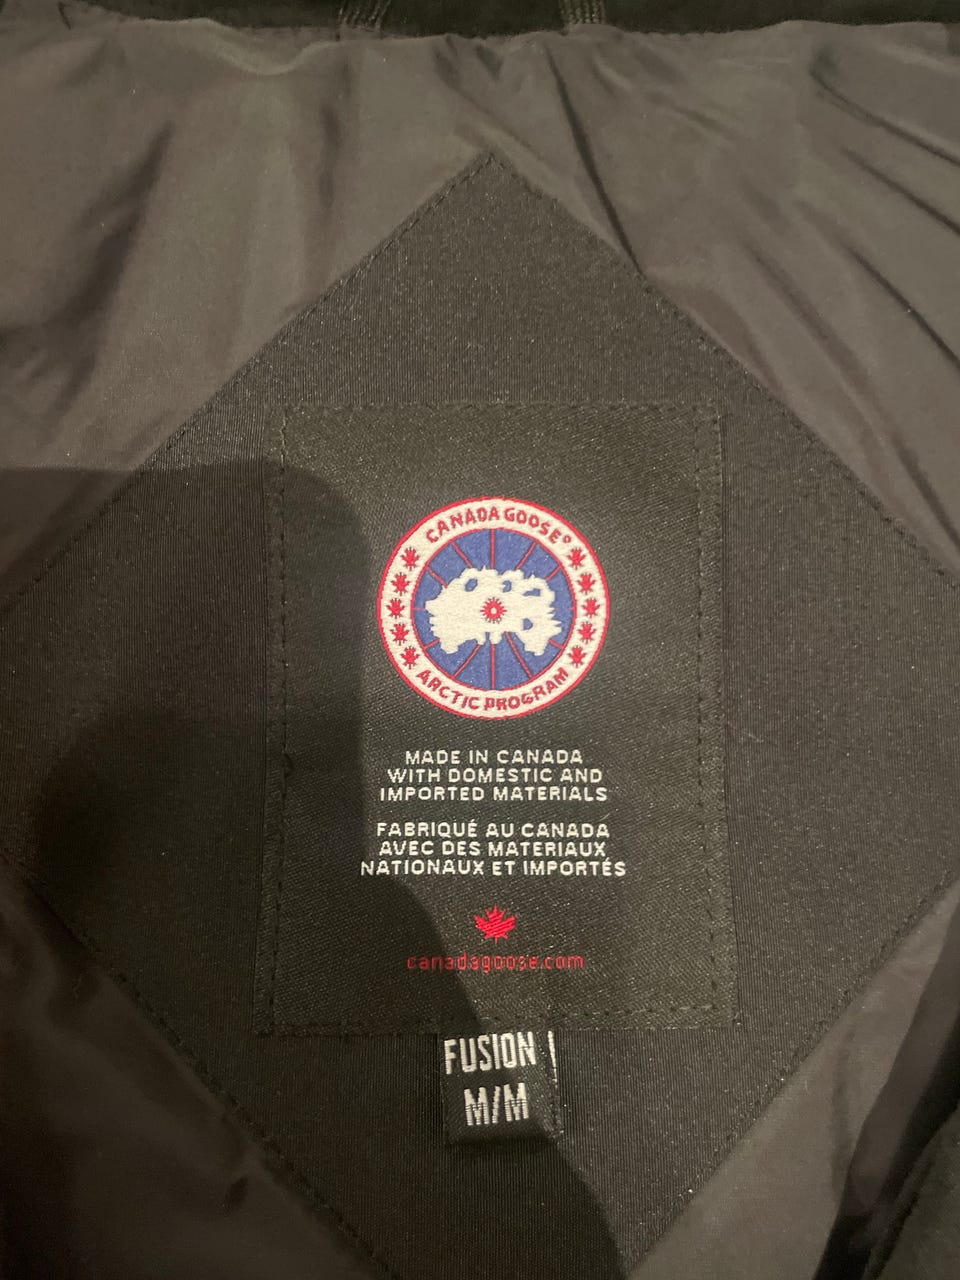 CANADA GOOSE®
ARCTIC PROGRAM
MADE IN CANADA
WITH DOMESTIC AND
IMPORTED MATERIALS
FABRIQUÉ AU CANADA
AVEC DES MATERIAUX
NATIONAUX ET IMPORTÉS
canadagoose.com
FUSION
M/M